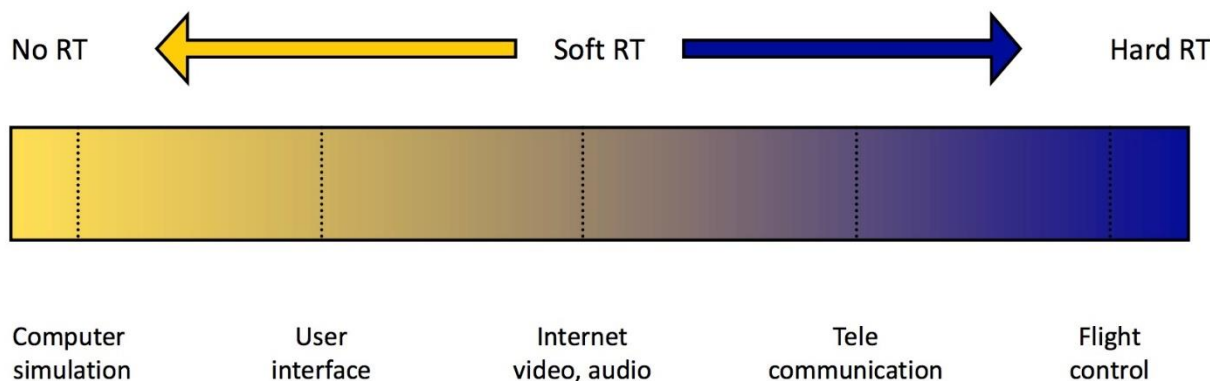 No RT
Soft RT
Hard RT
Computer
simulation
User
interface
Internet
video, audio
Tele
communication
Flight
control